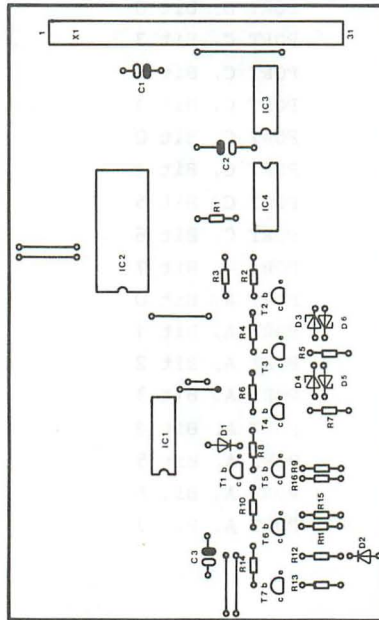 1 X1 31
C1
IC3
C2
IC2
IC4
R1
R3
R2
T2 b c e
R4
D3 D6
T3 b c e
R5
R6
D4 D5
IC1
T4 b c e
R7
D1
R8
T1 b c e
T5 b c e
R9
R16
R10
R15
T6 b c e
R11
C3
R14
R12
D2
T7 b c e
R13